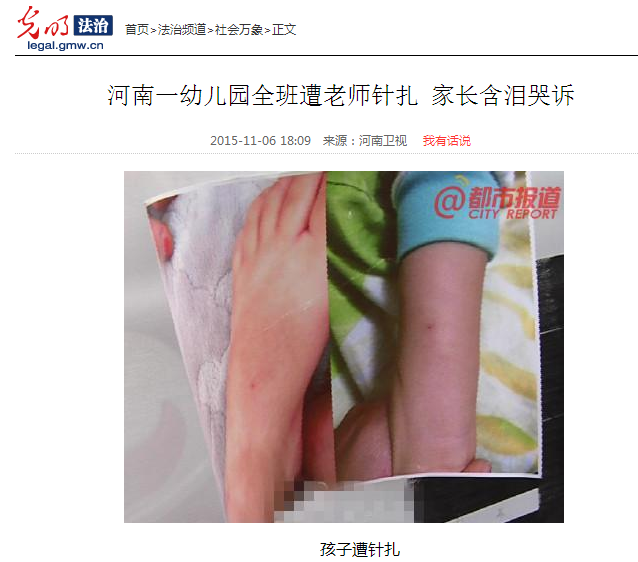 光明 法治
legal.gmw.cn
首页>法治频道>社会万象>正文
河南一幼儿园全班遭老师针扎 家长含泪哭诉
2015-11-06 18:09 来源：河南卫视 我有话说
@都市报道
CITY REPORT
孩子遭针扎